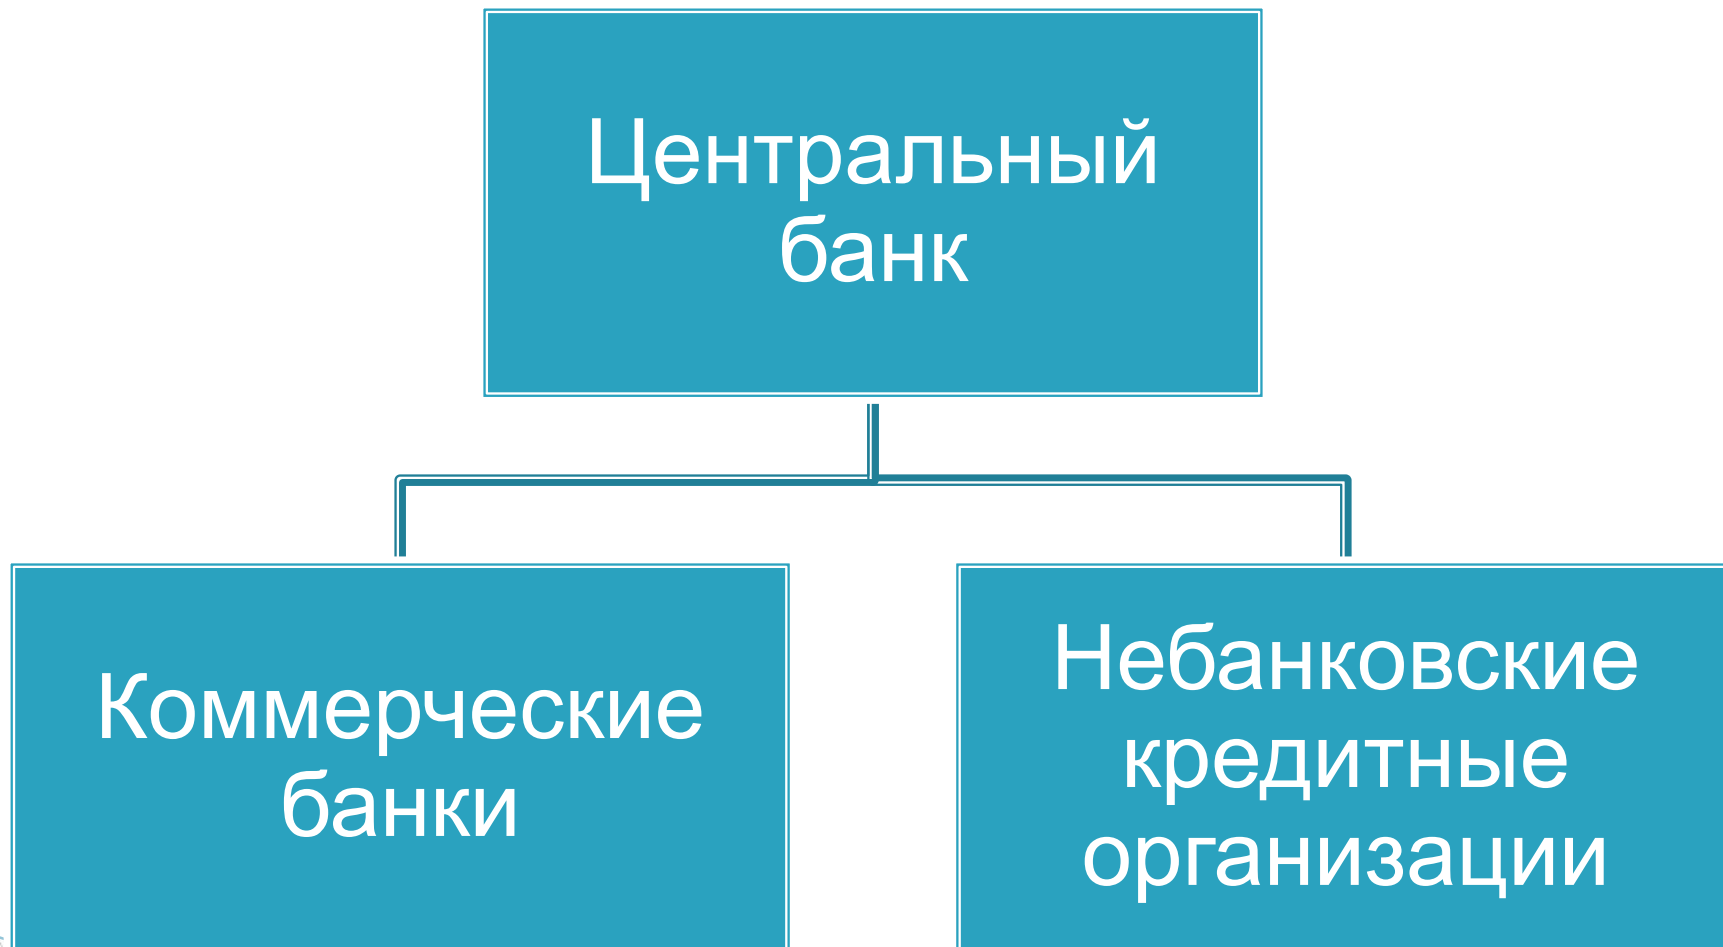 Центральный
банк
Коммерческие
банки
Небанковские
кредитные
организации